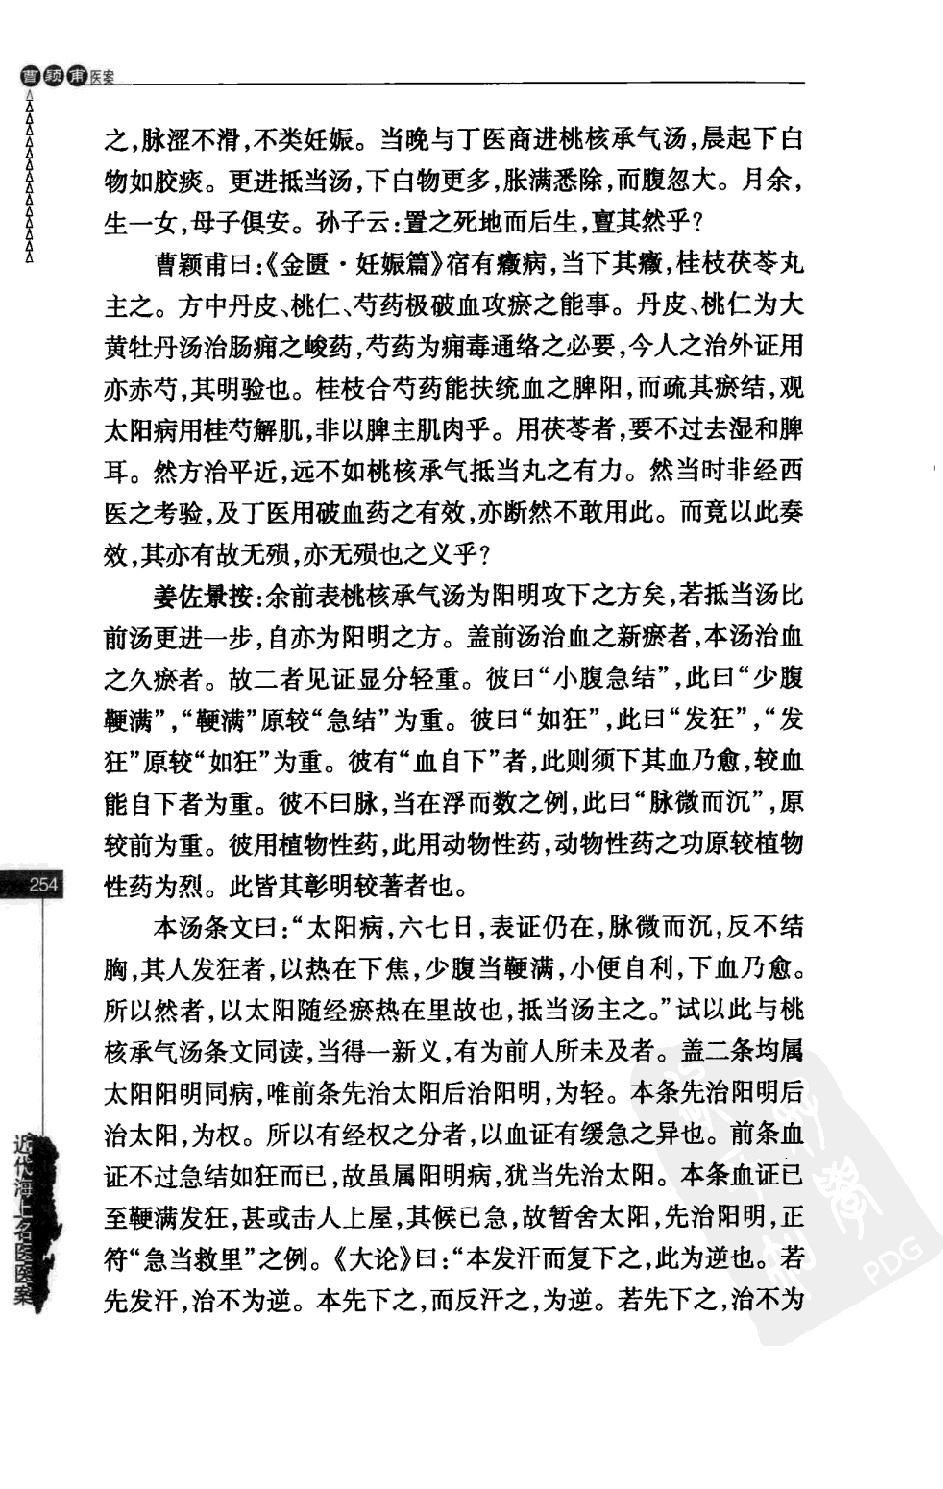 曹颖甫医案
之,脉涩不滑,不类妊娠。当晚与丁医商进桃核承气汤,晨起下白
物如胶痰。更进抵当汤,下白物更多,胀满悉除,而腹忽大。月余,
生一女,母子俱安。孙子云:置之死地而后生,亶其然乎?
曹颖甫曰:《金匮·妊娠篇》宿有癥病,当下其癥,桂枝茯苓丸
主之。方中丹皮、桃仁、芍药极破血攻瘀之能事。丹皮、桃仁为大
黄牡丹汤治肠痈之峻药,芍药为痈毒通络之必要,今人之治外证用
亦赤芍,其明验也。桂枝合芍药能扶统血之脾阳,而疏其瘀结,观
太阳病用桂芍解肌,非以脾主肌肉乎。用茯苓者,要不过去湿和脾
耳。然方治平近,远不如桃核承气抵当丸之有力。然当时非经西
医之考验,及丁医用破血药之有效,亦断然不敢用此。而竟以此奏
效,其亦有故无殒,亦无殒也之义乎?
姜佐景按:余前表桃核承气汤为阳明攻下之方矣,若抵当汤比
前汤更进一步,自亦为阳明之方。盖前汤治血之新瘀者,本汤治血
之久瘀者。故二者见证显分轻重。彼曰“小腹急结”,此曰“少腹
鞕满”,“鞕满”原较“急结”为重。彼曰“如狂”,此曰“发狂”,“发
狂”原较“如狂”为重。彼有“血自下”者,此则须下其血乃愈,较血
能自下者为重。彼不曰脉,当在浮而数之例,此曰“脉微而沉”,原
较前为重。彼用植物性药,此用动物性药,动物性药之功原较植物
性药为烈。此皆其彰明较著者也。
254
本汤条文曰:“太阳病,六七日,表证仍在,脉微而沉,反不结
胸,其人发狂者,以热在下焦,少腹当鞕满,小便自利,下血乃愈。
所以然者,以太阳随经瘀热在里故也,抵当汤主之。”试以此与桃
核承气汤条文同读,当得一新义,有为前人所未及者。盖二条均属
太阳阳明同病,唯前条先治太阳后治阳明,为轻。本条先治阳明后
治太阳,为权。所以有经权之分者,以血证有缓急之异也。前条血
证不过急结如狂而已,故虽属阳明病,犹当先治太阳。本条血证已
至鞕满发狂,甚或击人上屋,其候已急,故暂舍太阳,先治阳明,正
符“急当救里”之例。《大论》曰:“本发汗而复下之,此为逆也。若
先发汗,治不为逆。本先下之,而反汗之,为逆。若先下之,治不为
近代海上名医医案
PDG